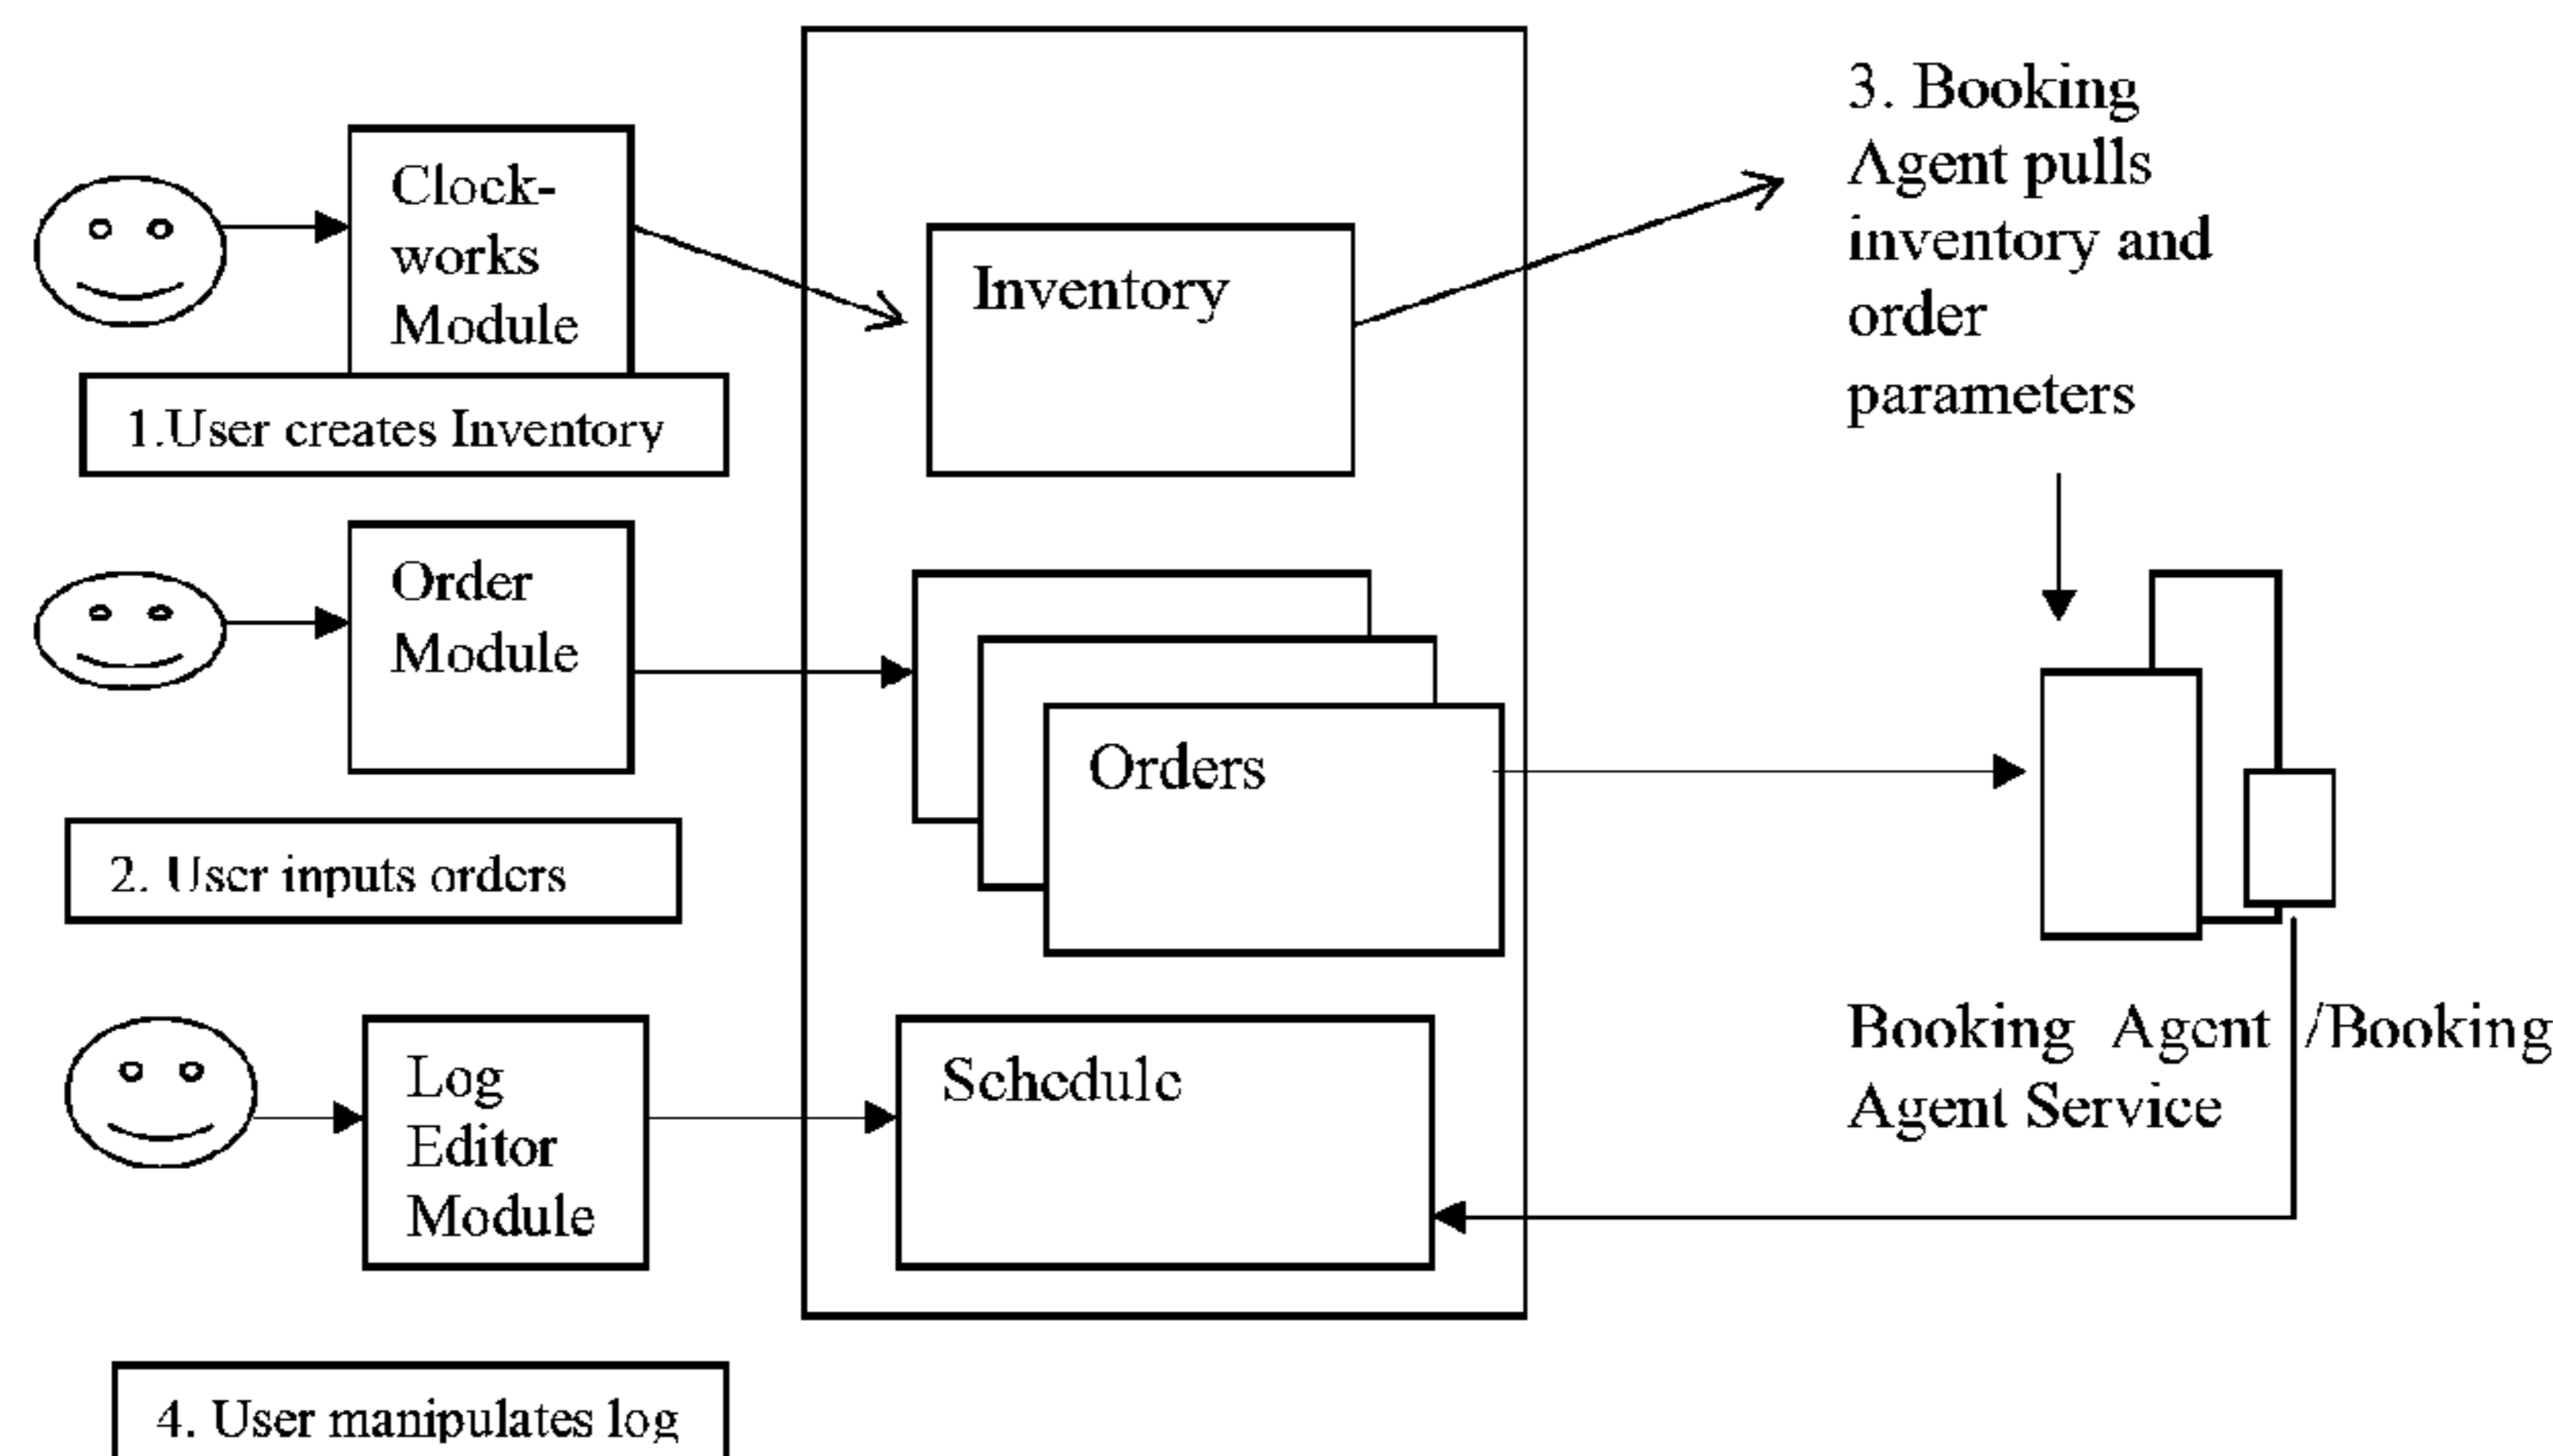 Clock-
works
Module
1.User creates Inventory
Inventory
3. Booking
Agent pulls
inventory and
order
parameters
Order
Module
2. User inputs orders
Orders
Log
Editor
Module
Schedule
Booking Agent /Booking
Agent Service
4. User manipulates log